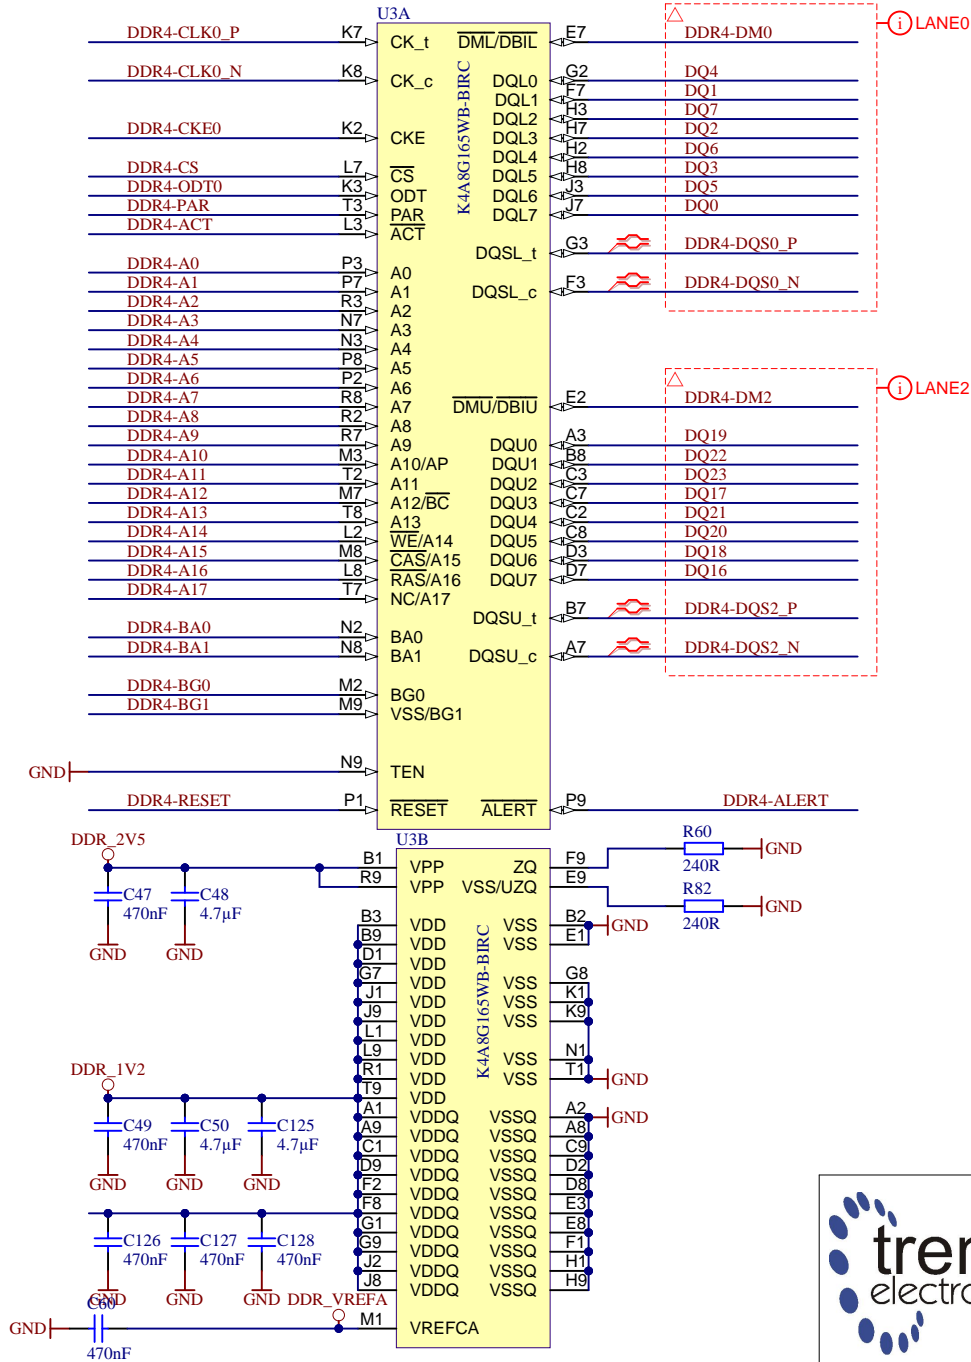 U3A
DDR4-CLK0_P K7 CK_t DML/DBIL E7 DDR4-DM0
LANE0
DDR4-CLK0_N K8 CK_c DQL0 G2 DQ4
DQL1 F7 DQ1
DQL2 H3 DQ7
DDR4-CKE0 K2 CKE DQL3 H7 DQ2
DQL4 H2 DQ6
DDR4-CS L7 CS DQL5 H8 DQ3
DDR4-ODT0 K3 ODT DQL6 J3 DQ5
DDR4-PAR T3 PAR DQL7 J7 DQ0
DDR4-ACT L3 ACT
K4A8G165WB-BIRC
DQSL_t G3 DDR4-DQS0_P
DDR4-A0 P3 A0
DDR4-A1 P7 A1 DQSL_c F3 DDR4-DQS0_N
DDR4-A2 R3 A2
DDR4-A3 N7 A3
DDR4-A4 N3 A4
DDR4-A5 P8 A5
DDR4-A6 P2 A6
LANE2
DDR4-A7 R8 A7 DMU/DBIU E2 DDR4-DM2
DDR4-A8 R2 A8
DDR4-A9 R7 A9 DQU0 A3 DQ19
DDR4-A10 M3 A10/AP DQU1 B8 DQ22
DDR4-A11 T2 A11 DQU2 C3 DQ23
DDR4-A12 M7 A12/BC DQU3 C7 DQ17
DDR4-A13 T8 A13 DQU4 C2 DQ21
DDR4-A14 L2 WE/A14 DQU5 C8 DQ20
DDR4-A15 M8 CAS/A15 DQU6 D3 DQ18
DDR4-A16 L8 RAS/A16 DQU7 D7 DQ16
DDR4-A17 T7 NC/A17
DQSU_t B7 DDR4-DQS2_P
DDR4-BA0 N2 BA0
DDR4-BA1 N8 BA1 DQSU_c A7 DDR4-DQS2_N
DDR4-BG0 M2 BG0
DDR4-BG1 M9 VSS/BG1
GND N9 TEN
DDR4-RESET P1 RESET ALERT P9 DDR4-ALERT
U3B
DDR_2V5
B1 VPP ZQ F9 R60 240R GND
R9 VPP VSS/UZQ E9 R82 240R GND
C47 470nF GND
C48 4.7µF GND
B3 VDD VSS B2 GND
B9 VDD VSS E1
D1 VDD
G7 VDD VSS G8
J1 VDD VSS K1
J9 VDD VSS K9
L1 VDD
L9 VDD VSS N1
R1 VDD VSS T1 GND
T9 VDD
K4A8G165WB-BIRC
DDR_1V2
A1 VDDQ VSSQ A2 GND
A9 VDDQ VSSQ A8
C1 VDDQ VSSQ C9
D9 VDDQ VSSQ D2
F2 VDDQ VSSQ D8
F8 VDDQ VSSQ E3
G1 VDDQ VSSQ E8
G9 VDDQ VSSQ F1
J2 VDDQ VSSQ H1
J8 VDDQ VSSQ H9
C49 470nF GND
C50 4.7µF GND
C125 4.7µF GND
C126 470nF GND
C127 470nF GND
C128 470nF GND
DDR_VREFA
GND C60 470nF M1 VREFCA
tren
electro